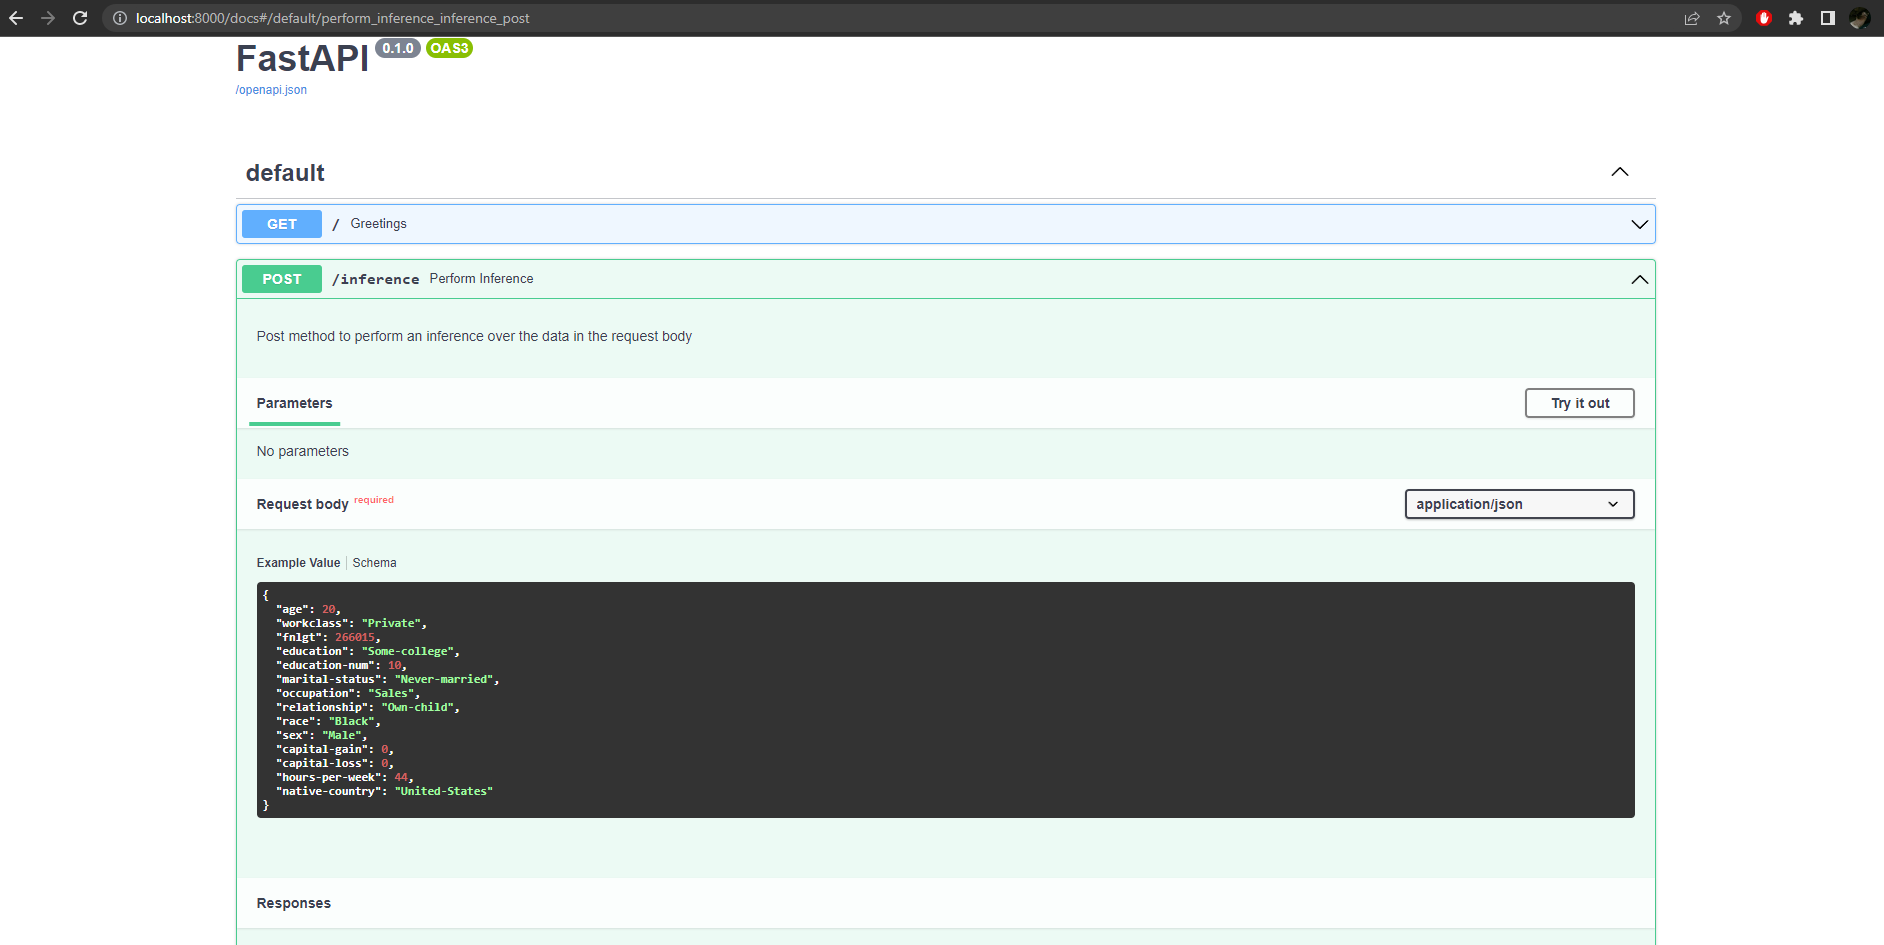 localhost:8000/docs#/default/perform_inference_inference_post
FastAPI 0.1.0 OAS3
/openapi.json
default
GET / Greetings
POST /inference Perform Inference
Post method to perform an inference over the data in the request body
Parameters Try it out
No parameters
Request body required application/json
Example Value Schema
{
"age": 20,
"workclass": "Private",
"fnlgt": 266015,
"education": "Some-college",
"education-num": 10,
"marital-status": "Never-married",
"occupation": "Sales",
"relationship": "Own-child",
"race": "Black",
"sex": "Male",
"capital-gain": 0,
"capital-loss": 0,
"hours-per-week": 44,
"native-country": "United-States"
}
Responses